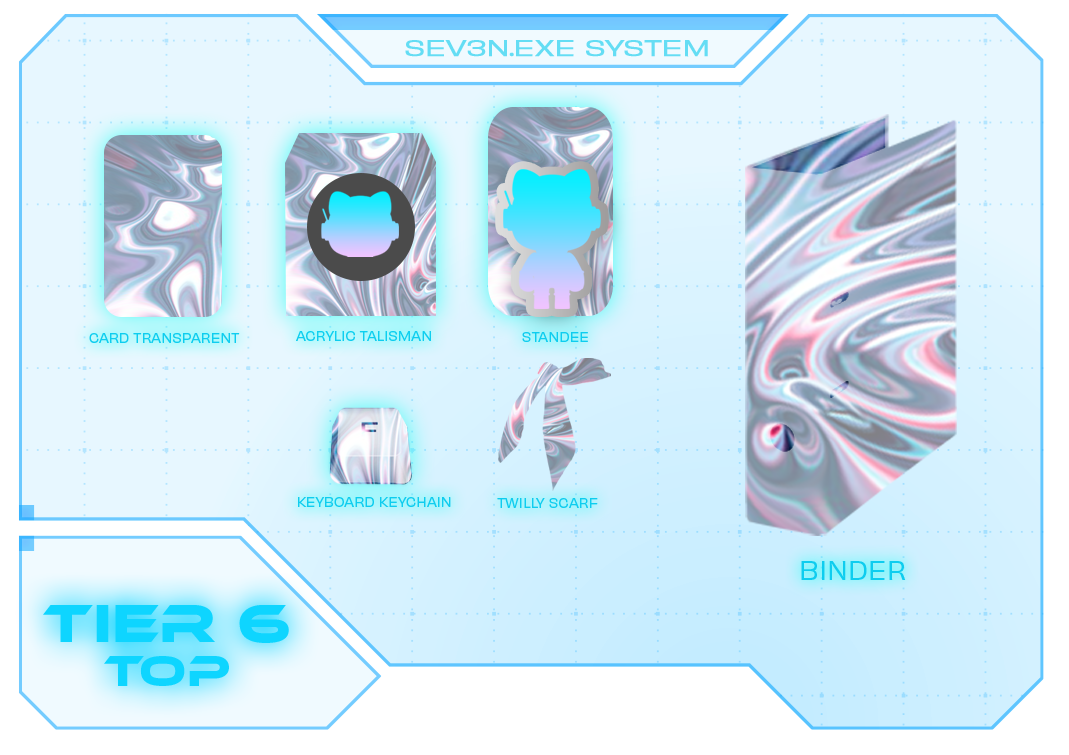 SEV3N.EXE SYSTEM
CARD TRANSPARENT
ACRYLIC TALISMAN
STANDEE
KEYBOARD KEYCHAIN
TWILLY SCARF
BINDER
TIER 6
TOP